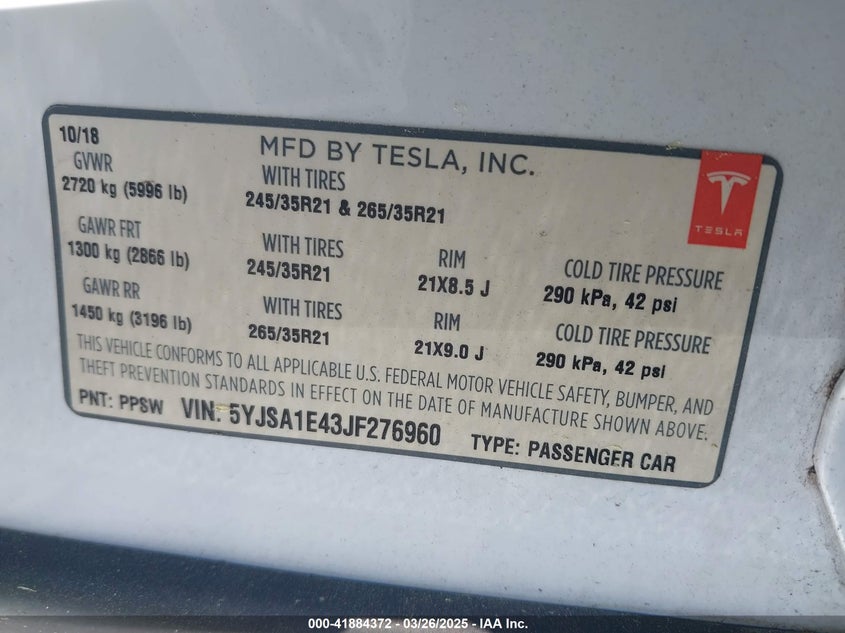 10/18
MFD BY TESLA, INC.
GVWR
2720 kg (5996 lb)
WITH TIRES
245/35R21 & 265/35R21
TESLA
GAWR FRT
1300 kg (2866 lb)
WITH TIRES
245/35R21
RIM
21X8.5 J
COLD TIRE PRESSURE
290 kPa, 42 psi
GAWR RR
1450 kg (3196 lb)
WITH TIRES
265/35R21
RIM
21X9.0 J
COLD TIRE PRESSURE
290 kPa, 42 psi
THIS VEHICLE CONFORMS TO ALL APPLICABLE U.S. FEDERAL MOTOR VEHICLE SAFETY, BUMPER, AND
THEFT PREVENTION STANDARDS IN EFFECT ON THE DATE OF MANUFACTURE SHOWN ABOVE.
PNT: PPSW VIN: 5YJSA1E43JF276960 TYPE: PASSENGER CAR
000-41884372 - 03/26/2025 - IAA Inc.